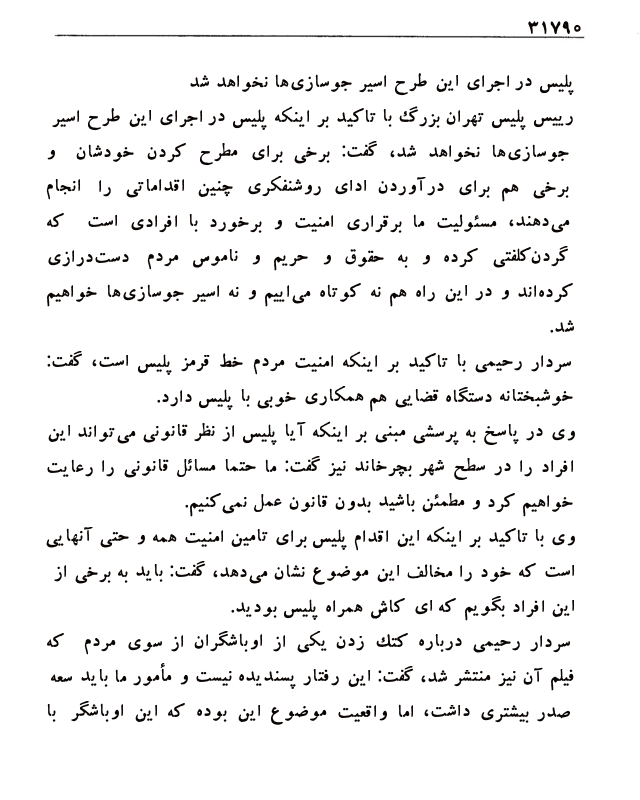 ۳۱۷۹۰
پلیس در اجرای این طرح اسیر جوسازی‌ها نخواهد شد
رییس پلیس تهران بزرگ با تاکید بر اینکه پلیس در اجرای این طرح اسیر
جوسازی‌ها نخواهد شد، گفت: برخی برای مطرح کردن خودشان و
برخی هم برای درآوردن ادای روشنفکری چنین اقداماتی را انجام
می‌دهند، مسئولیت ما برقراری امنیت و برخورد با افرادی است که
گردن‌کلفتی کرده و به حقوق و حریم و ناموس مردم دست‌درازی
کرده‌اند و در این راه هم نه کوتاه می‌اییم و نه اسیر جوسازی‌ها خواهیم
شد.
سردار رحیمی با تاکید بر اینکه امنیت مردم خط قرمز پلیس است، گفت:
خوشبختانه دستگاه قضایی هم همکاری خوبی با پلیس دارد.
وی در پاسخ به پرسشی مبنی بر اینکه آیا پلیس از نظر قانونی می‌تواند این
افراد را در سطح شهر بچرخاند نیز گفت: ما حتما مسائل قانونی را رعایت
خواهیم کرد و مطمئن باشید بدون قانون عمل نمی‌کنیم.
وی با تاکید بر اینکه این اقدام پلیس برای تامین امنیت همه و حتی آنهایی
است که خود را مخالف این موضوع نشان می‌دهد، گفت: باید به برخی از
این افراد بگویم که ای کاش همراه پلیس بودید.
سردار رحیمی درباره کتک زدن یکی از اوباشگران از سوی مردم که
فیلم آن نیز منتشر شد، گفت: این رفتار پسندیده نیست و مأمور ما باید سعه
صدر بیشتری داشت، اما واقعیت موضوع این بوده که این اوباشگر با